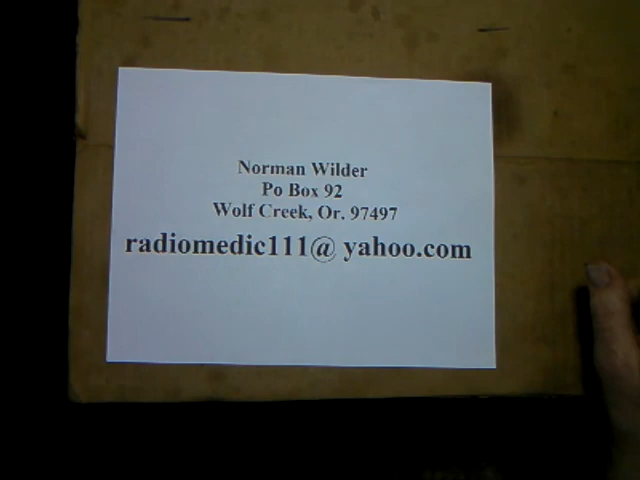 Norman Wilder
Po Box 92
Wolf Creek, Or. 97497
radiomedic111@ yahoo.com